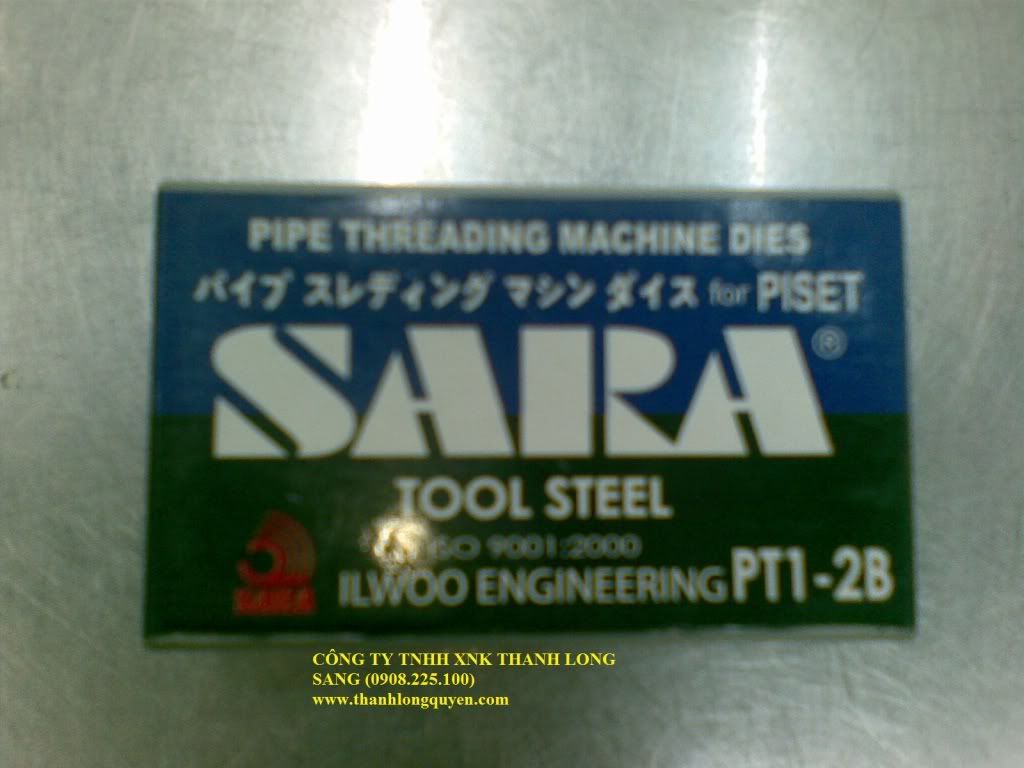 PIPE THREADING MACHINE DIES
パイプ スレディング マシン ダイス for PISET
SARA®
TOOL STEEL
ISO 9001:2000
ILWOO ENGINEERING PT1-2B
CÔNG TY TNHH XNK THANH LONG
SANG (0908.225.100)
www.thanhlongquyen.com